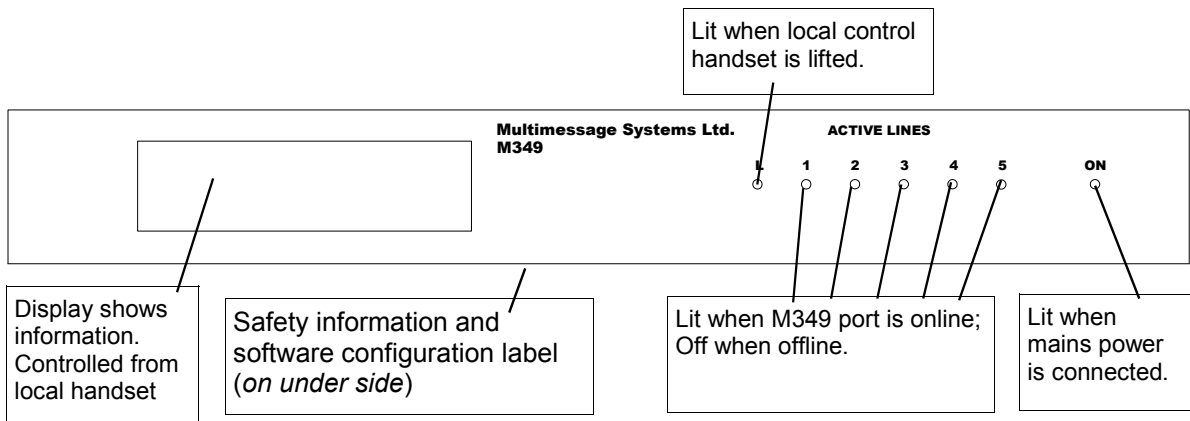 Lit when local control
handset is lifted.
Multimessage Systems Ltd.
M349
ACTIVE LINES
L 1 2 3 4 5 ON
Display shows
information.
Controlled from
local handset
Safety information and
software configuration label
(on under side)
Lit when M349 port is online;
Off when offline.
Lit when
mains power
is connected.